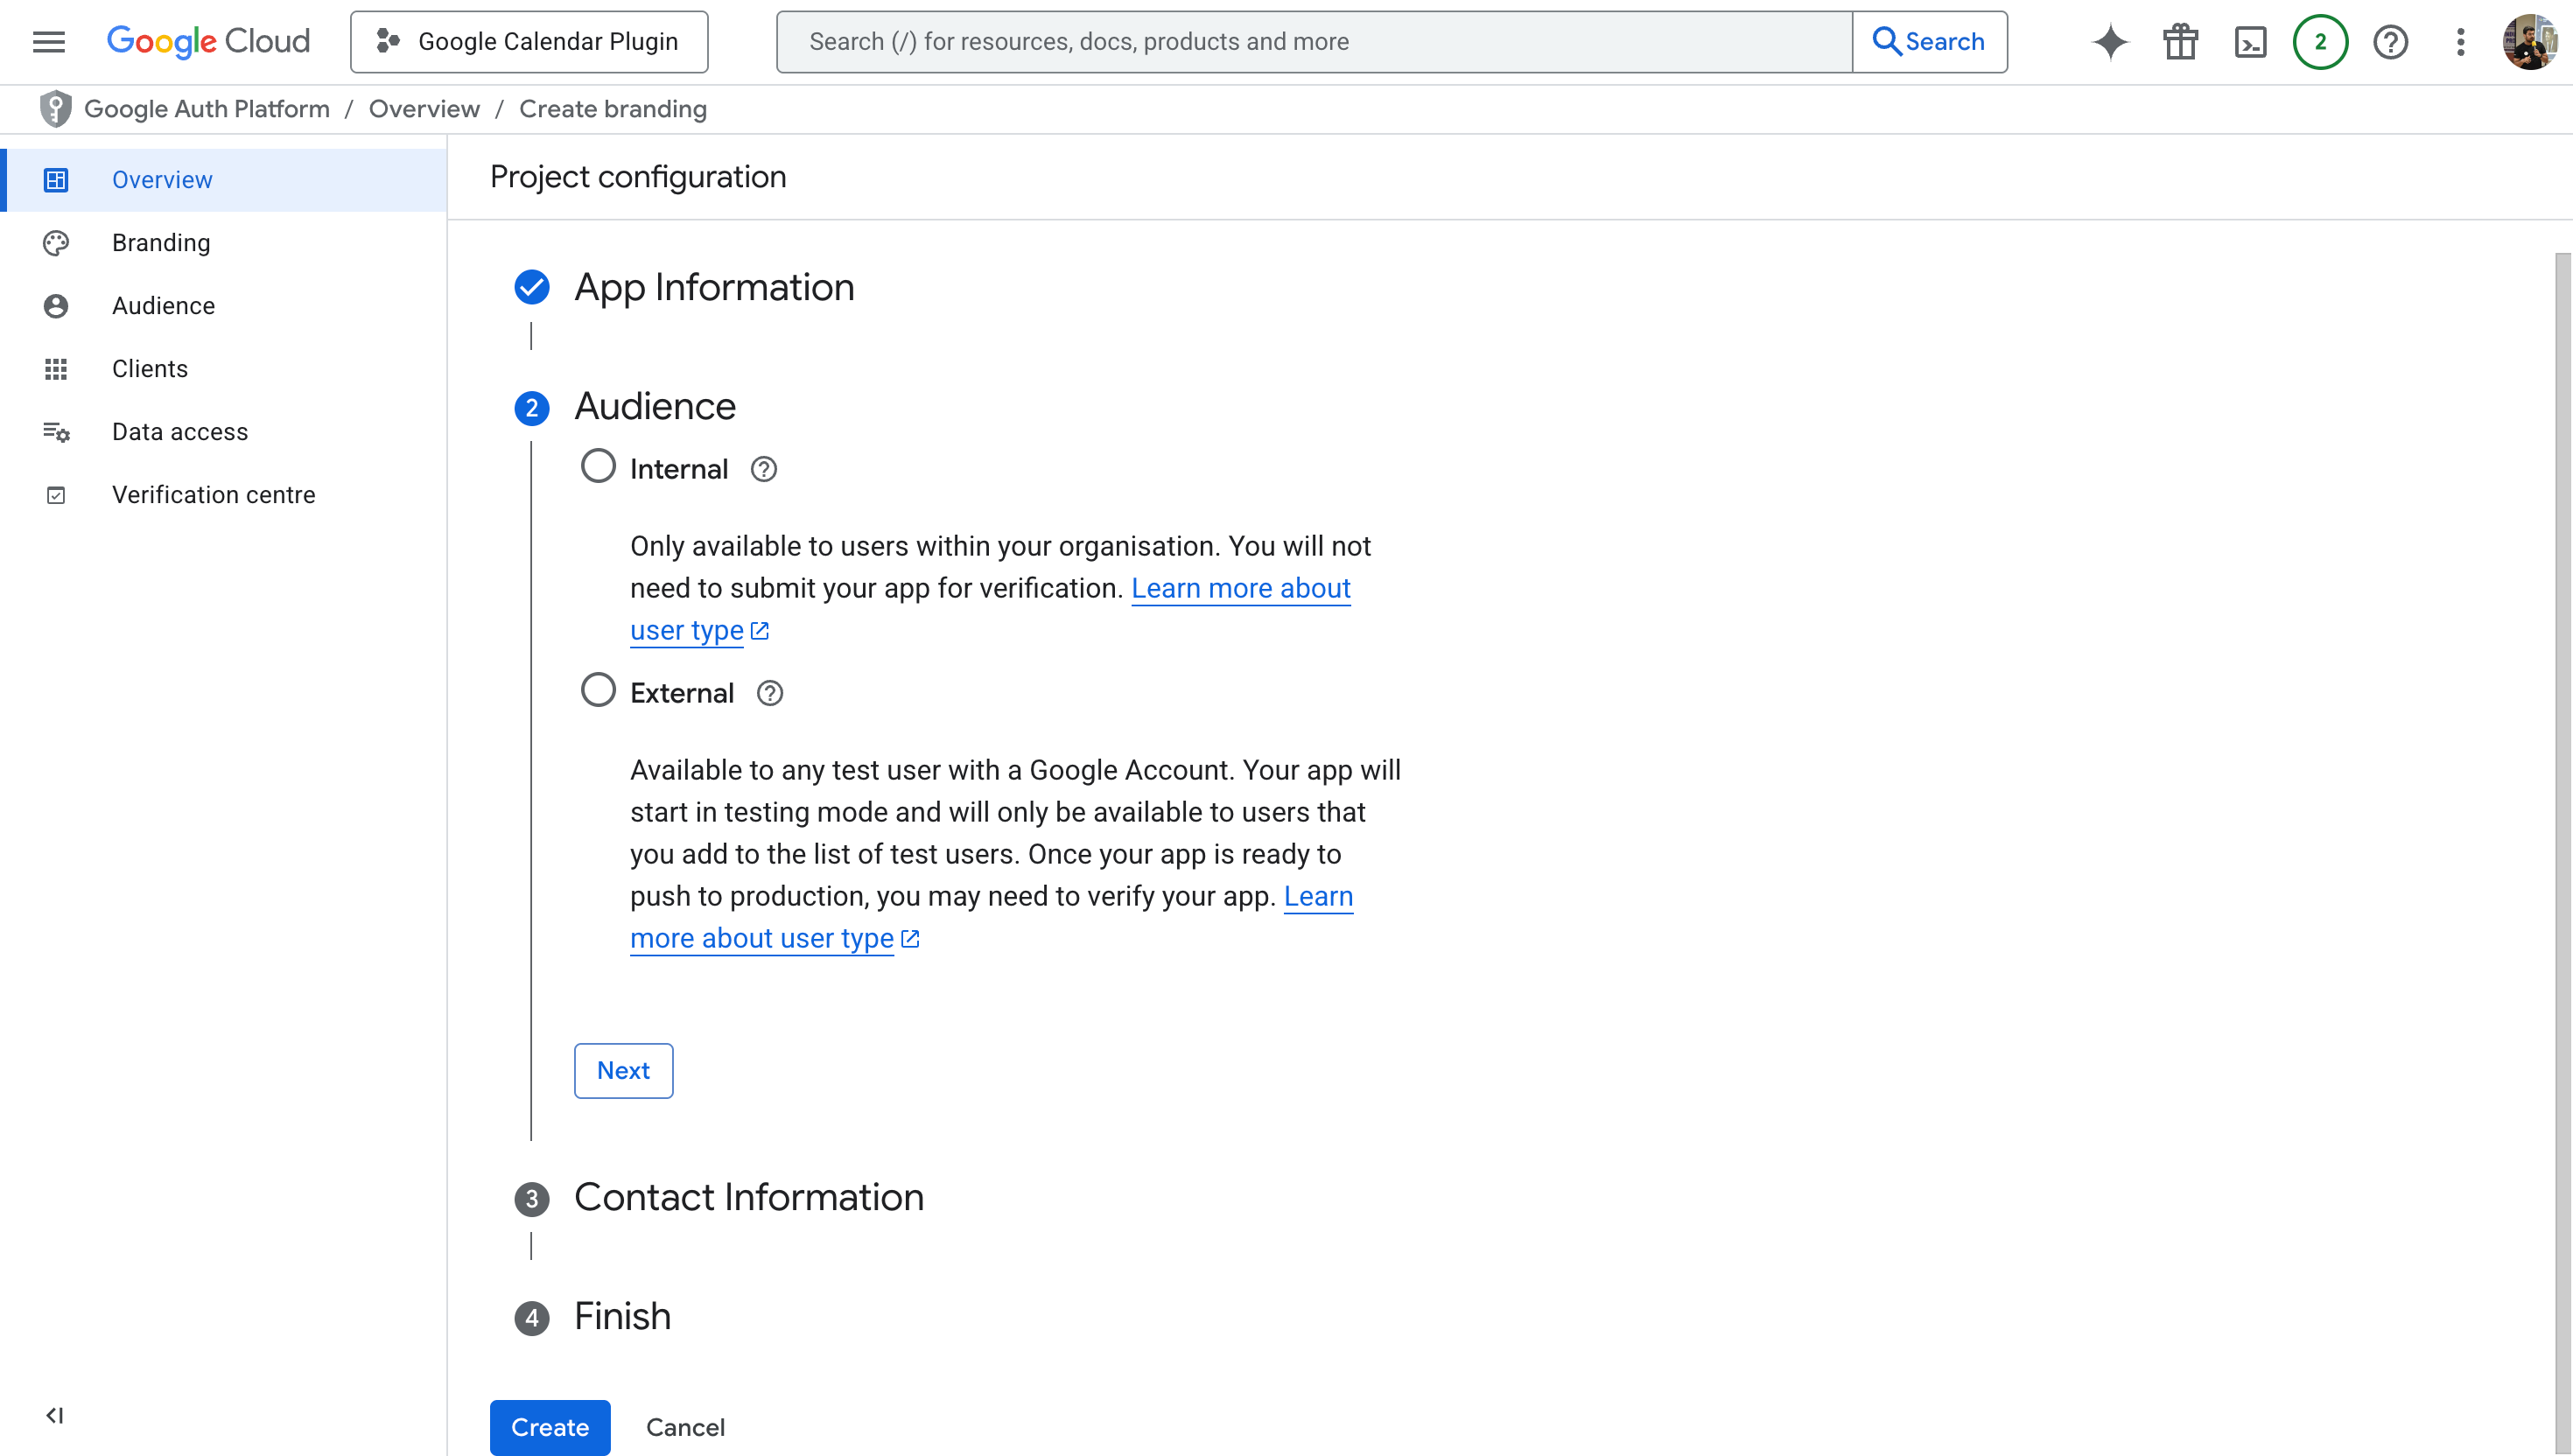 Google Cloud
Google Calendar Plugin
Search (/) for resources, docs, products and more
Search
2
Google Auth Platform / Overview / Create branding
Overview
Branding
Audience
Clients
Data access
Verification centre
Project configuration
App Information
2 Audience
Internal
Only available to users within your organisation. You will not
need to submit your app for verification. Learn more about
user type
External
Available to any test user with a Google Account. Your app will
start in testing mode and will only be available to users that
you add to the list of test users. Once your app is ready to
push to production, you may need to verify your app. Learn
more about user type
Next
3 Contact Information
4 Finish
Create Cancel